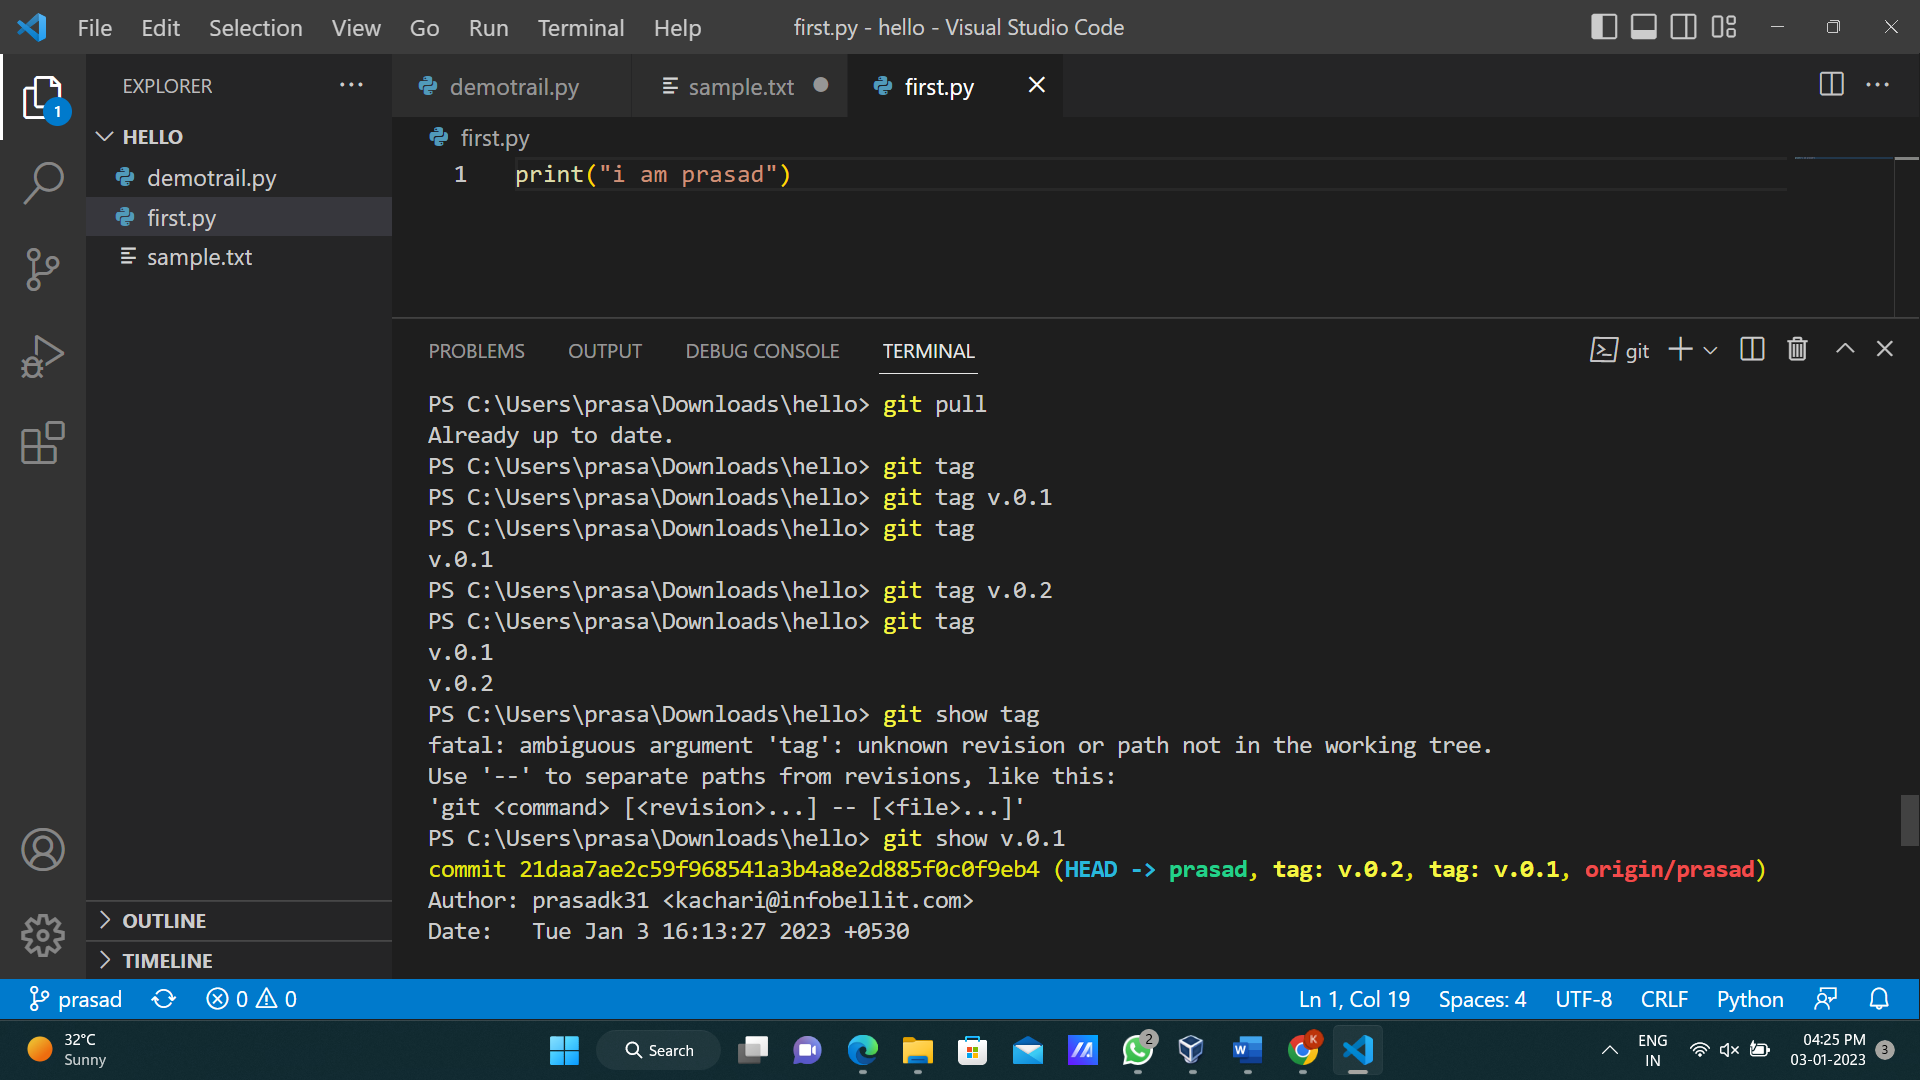 File Edit Selection View Go Run Terminal Help first.py - hello - Visual Studio Code
1
EXPLORER
HELLO
demotrail.py
first.py
sample.txt
OUTLINE
TIMELINE
demotrail.py sample.txt first.py
first.py
1 print("i am prasad")
PROBLEMS OUTPUT DEBUG CONSOLE TERMINAL git
PS C:\Users\prasa\Downloads\hello> git pull
Already up to date.
PS C:\Users\prasa\Downloads\hello> git tag
PS C:\Users\prasa\Downloads\hello> git tag v.0.1
PS C:\Users\prasa\Downloads\hello> git tag
v.0.1
PS C:\Users\prasa\Downloads\hello> git tag v.0.2
PS C:\Users\prasa\Downloads\hello> git tag
v.0.1
v.0.2
PS C:\Users\prasa\Downloads\hello> git show tag
fatal: ambiguous argument 'tag': unknown revision or path not in the working tree.
Use '--' to separate paths from revisions, like this:
'git <command> [<revision>...] -- [<file>...]'
PS C:\Users\prasa\Downloads\hello> git show v.0.1
commit 21daa7ae2c59f968541a3b4a8e2d885f0c0f9eb4 (HEAD -> prasad, tag: v.0.2, tag: v.0.1, origin/prasad)
Author: prasadk31 <kachari@infobellit.com>
Date:   Tue Jan 3 16:13:27 2023 +0530
prasad 0 0 Ln 1, Col 19 Spaces: 4 UTF-8 CRLF Python
32°C
Sunny
Search
2
W
K
ENG
IN
04:25 PM
03-01-2023
3